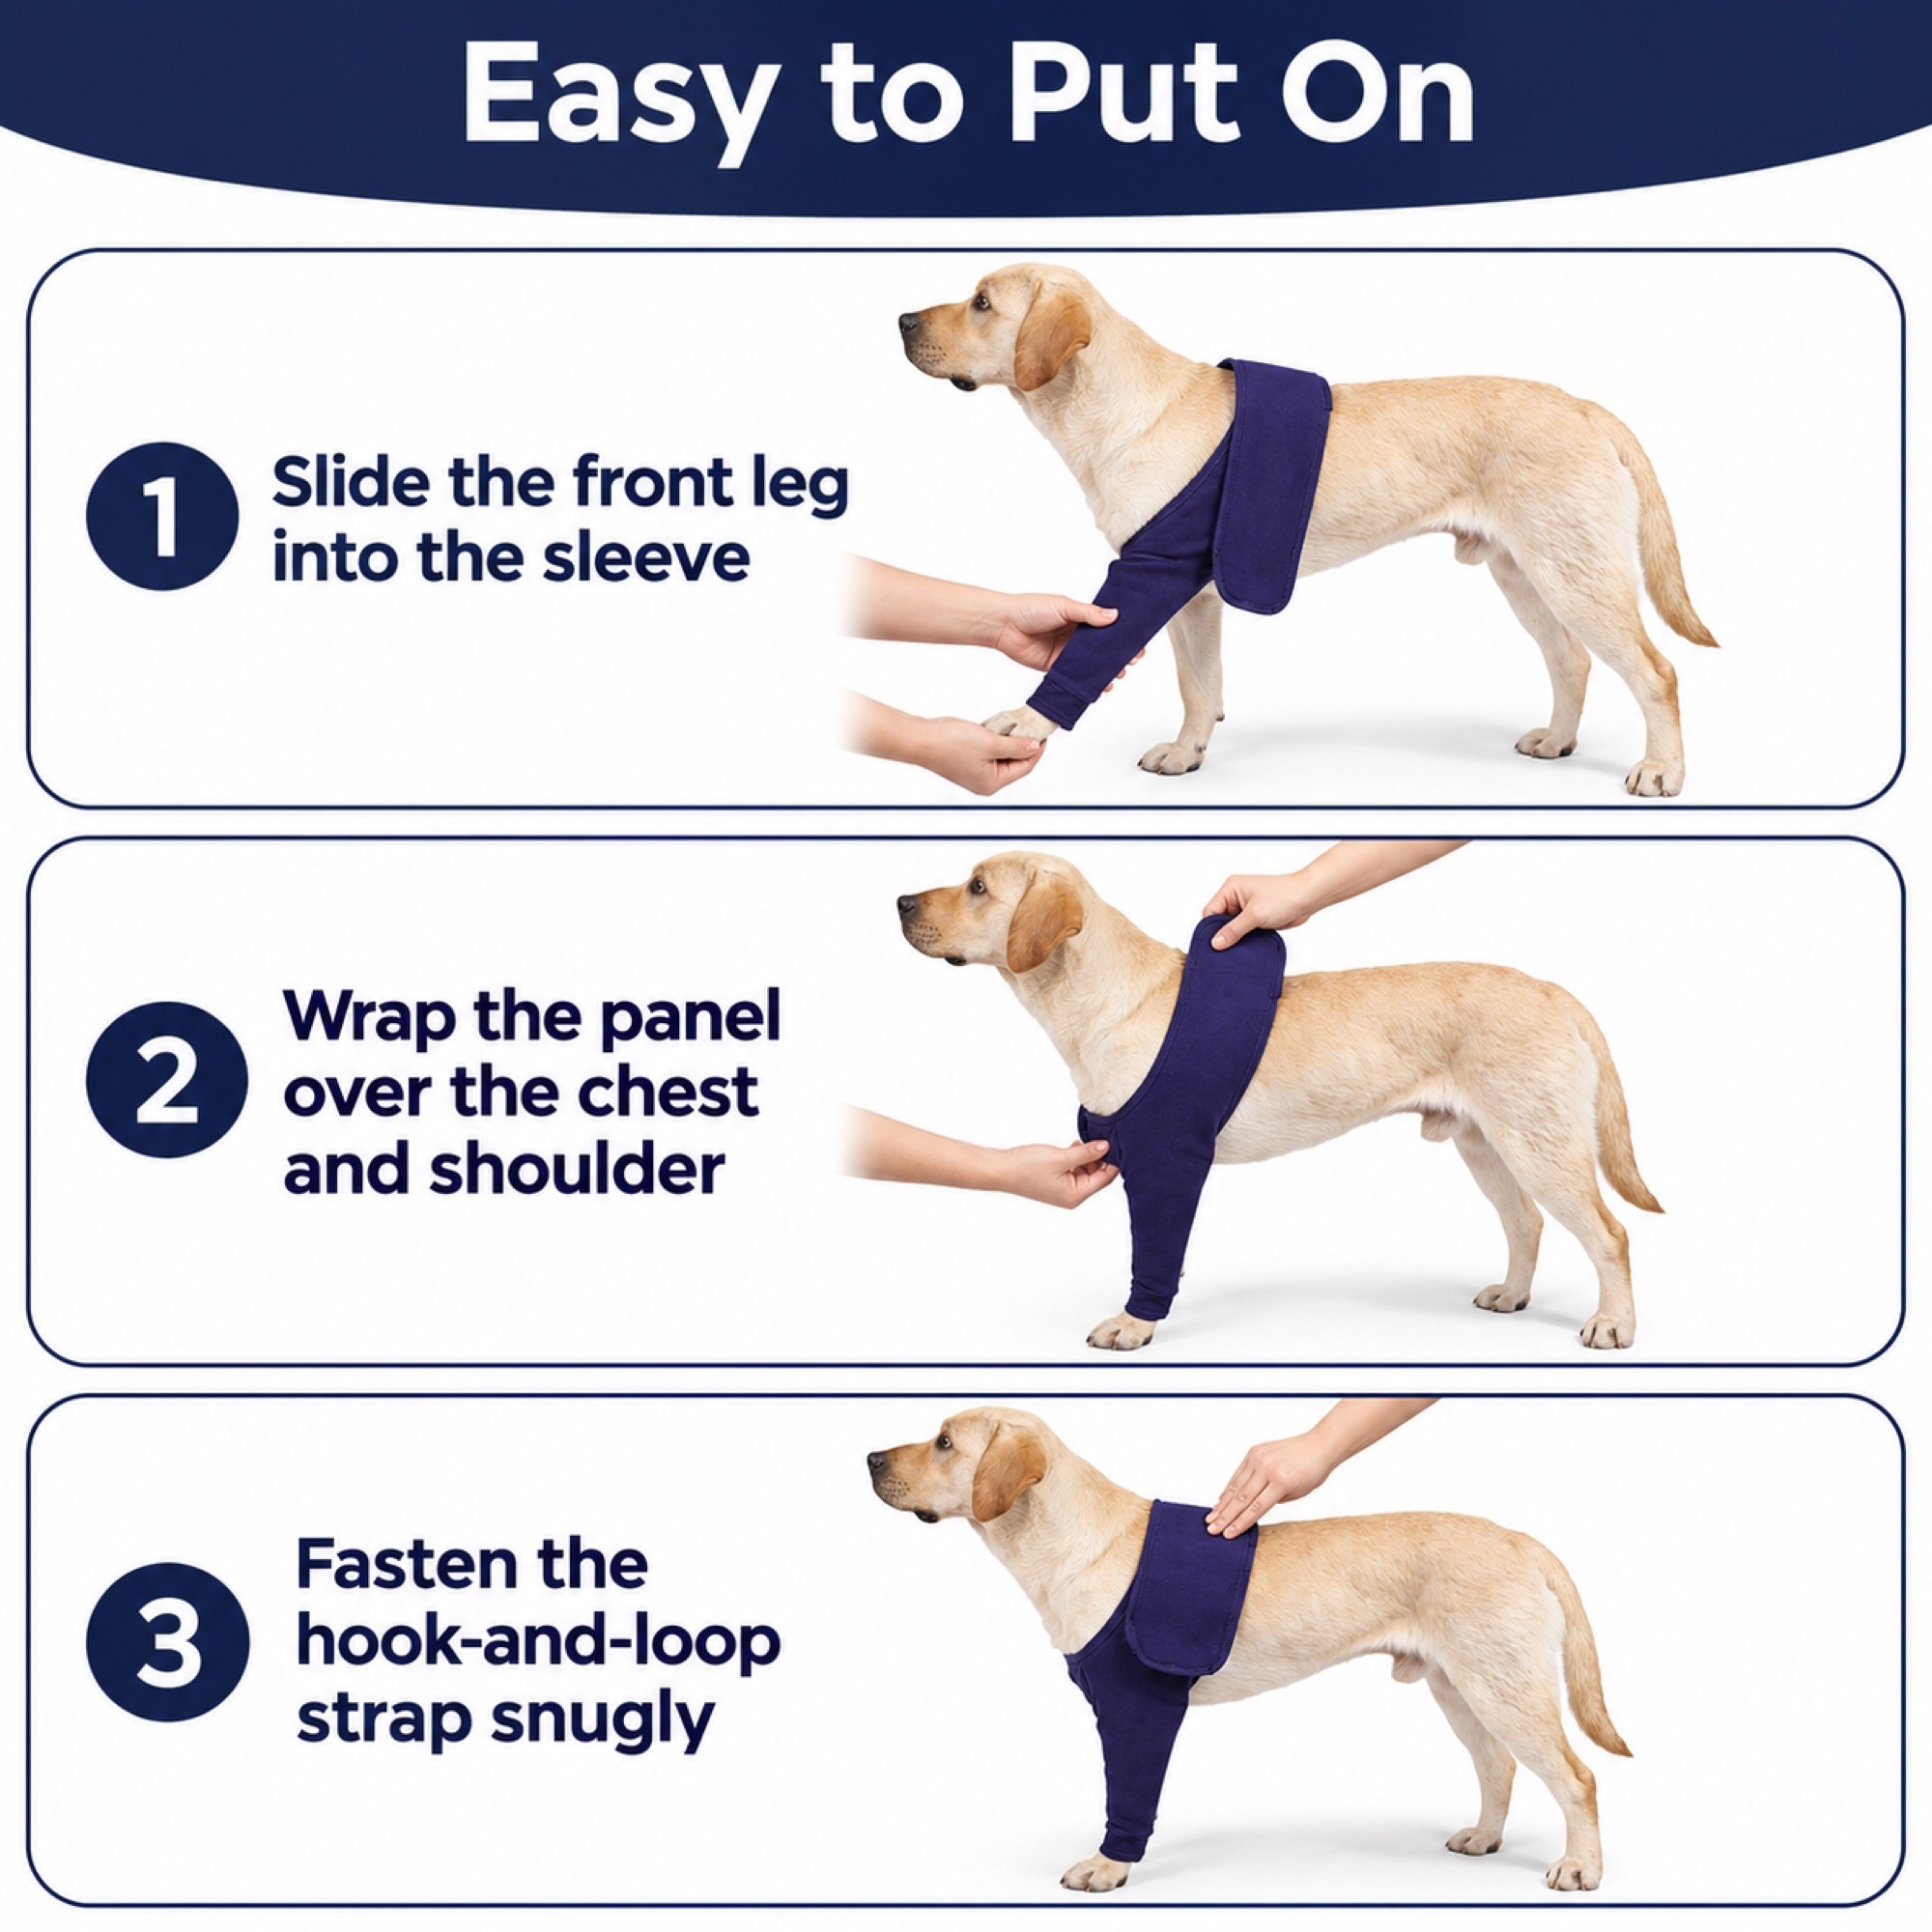 Easy to Put On
1
Slide the front leg
into the sleeve
2
Wrap the panel
over the chest
and shoulder
3
Fasten the
hook-and-loop
strap snugly